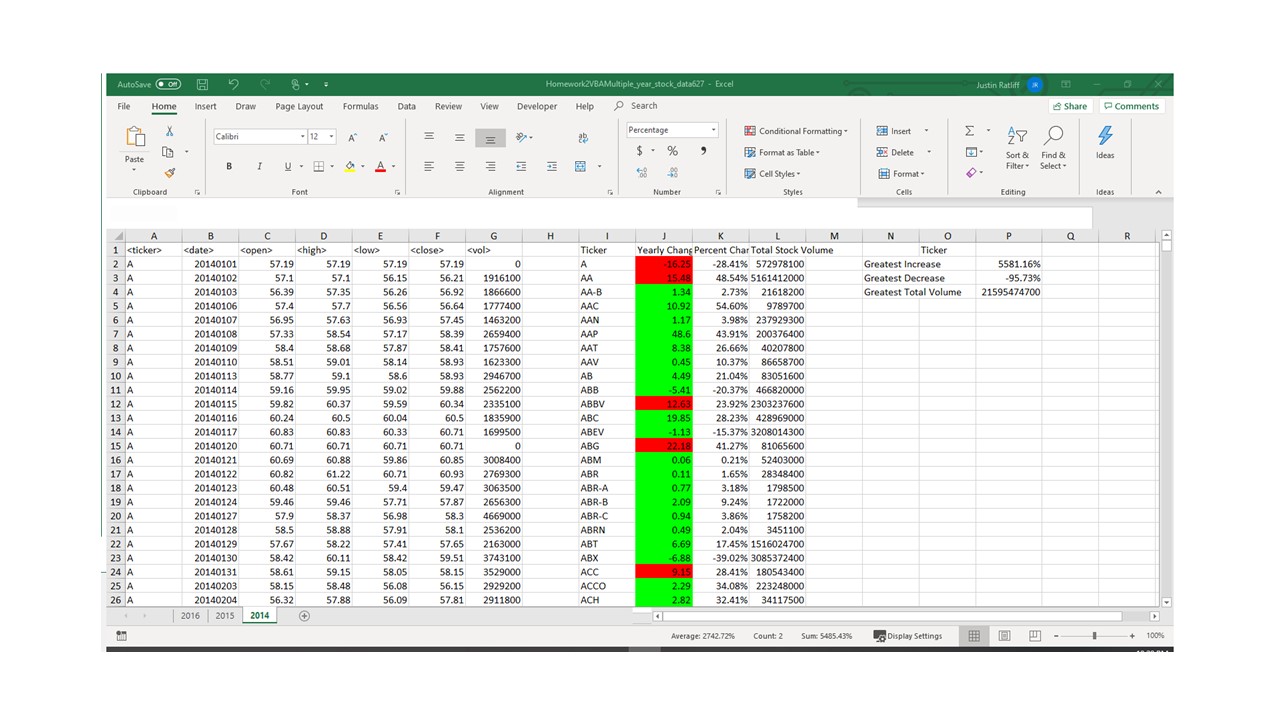 AutoSave Off Homework2VBAMultiple_year_stock_data627 - Excel Justin Ratliff JR
File Home Insert Draw Page Layout Formulas Data Review View Developer Help Search Share Comments
Calibri 12 ab Percentage Conditional Formatting Insert Σ
Paste B I U A $ % , Format as Table Delete Sort & Filter Find & Select Ideas
Cell Styles Format
Clipboard Font Alignment Number Styles Cells Editing Ideas
A B C D E F G H I J K L M N O P Q R
1 <ticker> <date> <open> <high> <low> <close> <vol> Ticker Yearly Chang Percent Char Total Stock Volume Ticker
2 A 20140101 57.19 57.19 57.19 57.19 0 A -16.25 -28.41% 572978100 Greatest Increase 5581.16%
3 A 20140102 57.1 57.1 56.15 56.21 1916100 AA 15.48 48.54% 5161412000 Greatest Decrease -95.73%
4 A 20140103 56.39 57.35 56.26 56.92 1866600 AA-B 1.34 2.73% 21618200 Greatest Total Volume 21595474700
5 A 20140106 57.4 57.7 56.56 56.64 1777400 AAC 10.92 54.60% 9789700
6 A 20140107 56.95 57.63 56.93 57.45 1463200 AAN 1.17 3.98% 237929300
7 A 20140108 57.33 58.54 57.17 58.39 2659400 AAP 48.6 43.91% 200376400
8 A 20140109 58.4 58.68 57.87 58.41 1757600 AAT 8.38 26.66% 40207800
9 A 20140110 58.51 59.01 58.14 58.93 1612300 AAV 0.45 10.37% 86658700
10 A 20140113 58.77 59.1 58.6 58.93 2946700 AB 4.49 21.04% 83051600
11 A 20140114 59.16 59.95 59.02 59.88 2562200 ABB -5.41 -20.37% 466820000
12 A 20140115 59.82 60.37 59.59 60.34 2335100 ABBV 12.63 23.92% 2303237600
13 A 20140116 60.24 60.5 60.04 60.5 1835900 ABC 19.85 28.23% 428969000
14 A 20140117 60.83 60.83 60.33 60.71 1699500 ABEV -1.13 -15.37% 3208014300
15 A 20140120 60.71 60.71 60.71 60.71 0 ABG 22.18 41.27% 81065600
16 A 20140121 60.69 60.88 59.86 60.85 3008400 ABM 0.06 0.21% 52403000
17 A 20140122 60.82 61.22 60.71 60.93 2769300 ABR 0.11 1.65% 28348400
18 A 20140123 60.48 60.51 59.4 59.47 3063500 ABR-A 0.77 3.18% 1798500
19 A 20140124 59.46 59.46 57.71 57.87 2656300 ABR-B 2.09 9.24% 1722000
20 A 20140127 57.9 58.37 56.98 58.3 4669000 ABR-C 0.94 3.86% 1758200
21 A 20140128 58.5 58.88 57.91 58.1 2536200 ABRN 0.49 2.04% 3451100
22 A 20140129 57.67 58.22 57.41 57.65 2163000 ABT 6.69 17.45% 1516024700
23 A 20140130 58.42 60.11 58.42 59.51 3743100 ABX -6.88 -39.02% 3085372400
24 A 20140131 58.61 59.15 58.05 58.15 3529000 ACC 9.15 28.41% 180543400
25 A 20140203 58.15 58.48 56.08 56.15 2929200 ACCO 2.29 34.08% 223248000
26 A 20140204 56.32 57.88 56.09 57.81 2911800 ACH 2.82 32.41% 34117500
2016 2015 2014
Average: 2742.72% Count: 2 Sum: 5485.43% Display Settings 100%